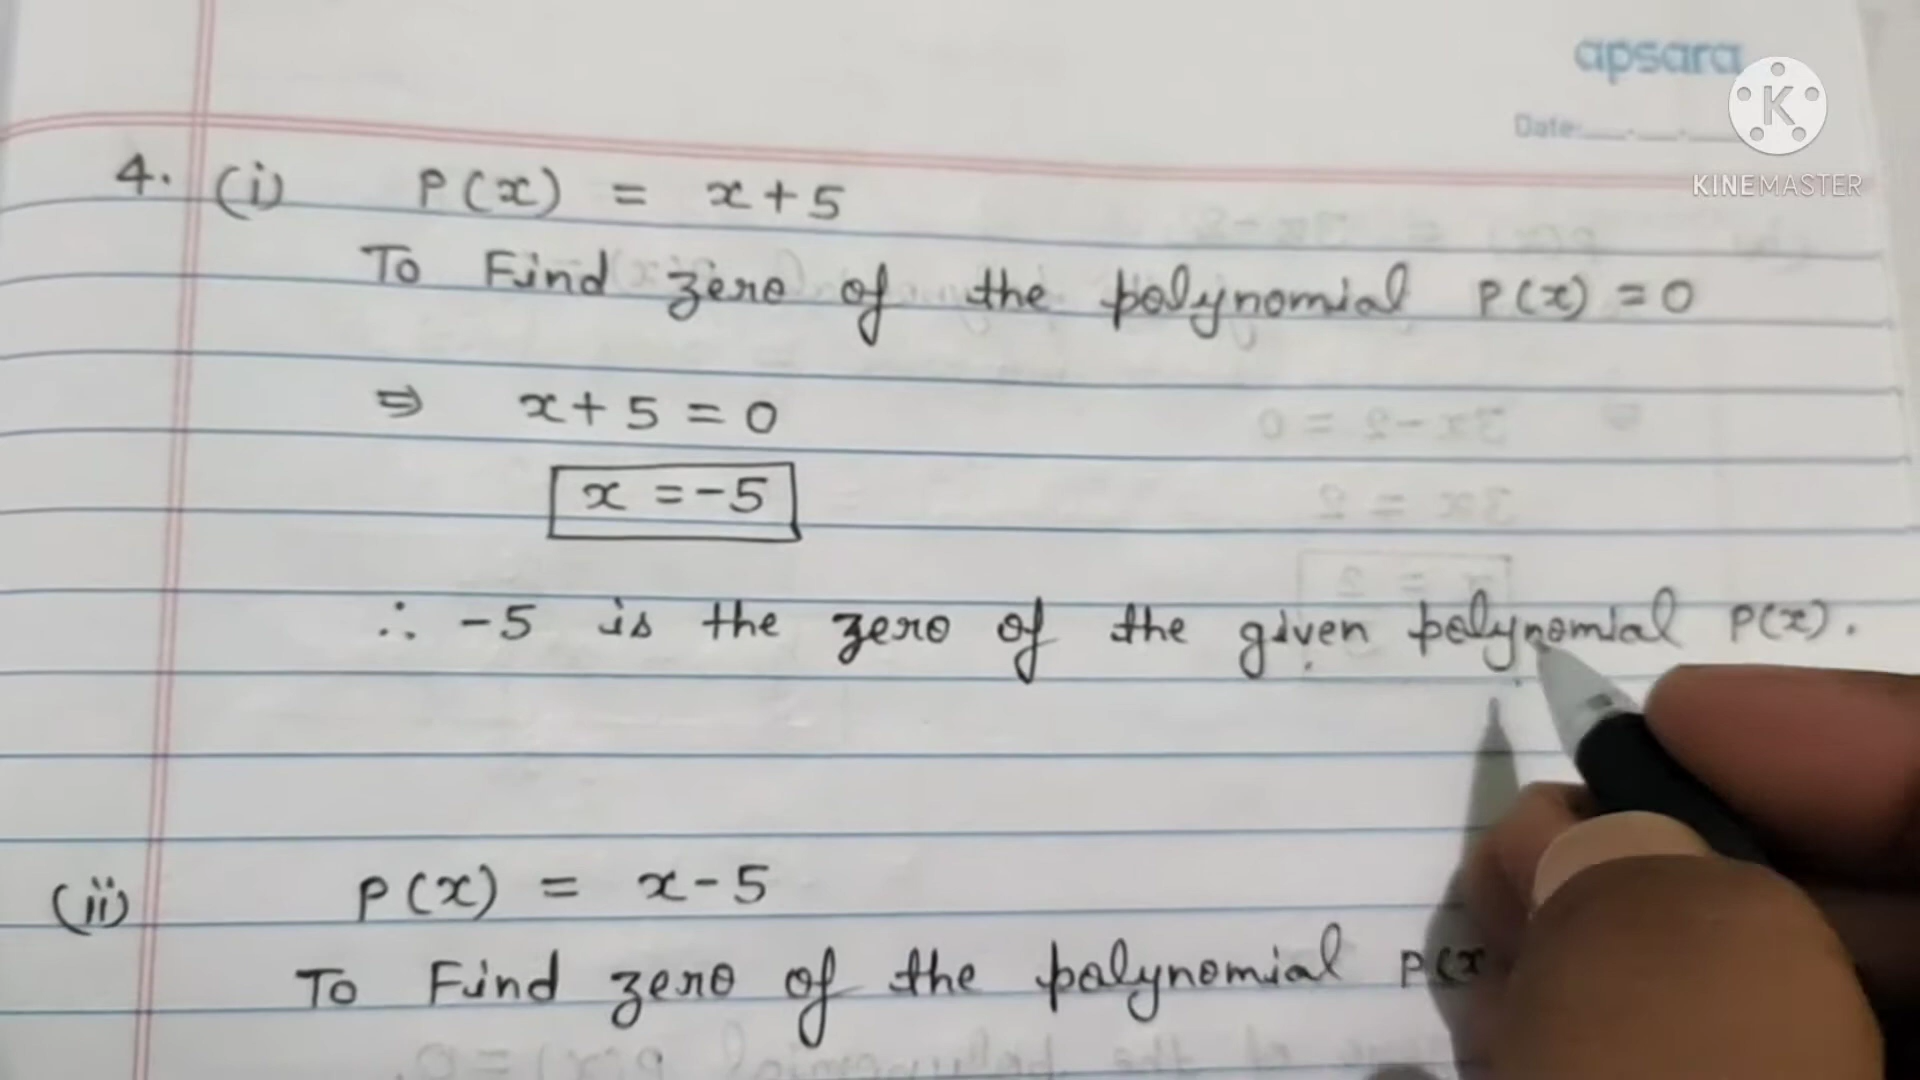 apsara
Date:
KINEMASTER
4. (i) P(x) = x+5
To Find zero of the polynomial P(x) = 0
⇒ x+5 = 0
x = -5
∴ -5 is the zero of the given polynomial P(x).
(ii) P(x) = x-5
To Find zero of the polynomial P(x